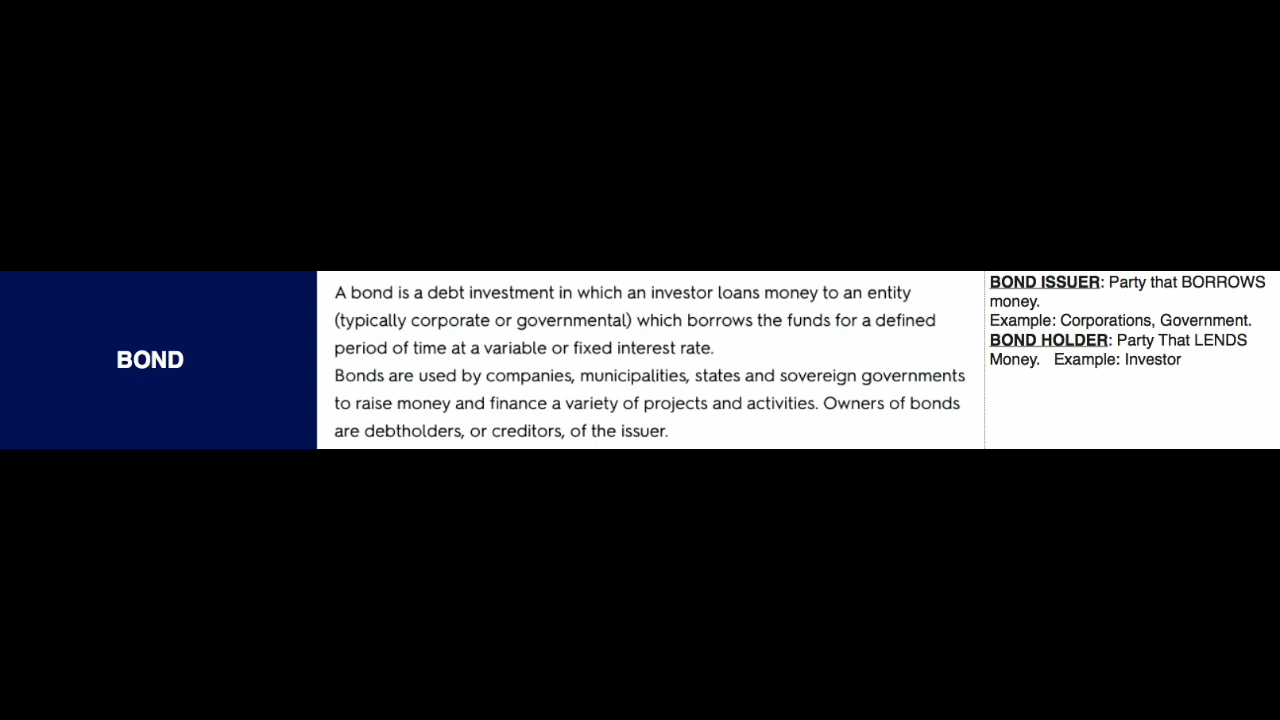 BOND
A bond is a debt investment in which an investor loans money to an entity
(typically corporate or governmental) which borrows the funds for a defined
period of time at a variable or fixed interest rate.
Bonds are used by companies, municipalities, states and sovereign governments
to raise money and finance a variety of projects and activities. Owners of bonds
are debtholders, or creditors, of the issuer.
BOND ISSUER: Party that BORROWS
money.
Example: Corporations, Government.
BOND HOLDER: Party That LENDS
Money. Example: Investor